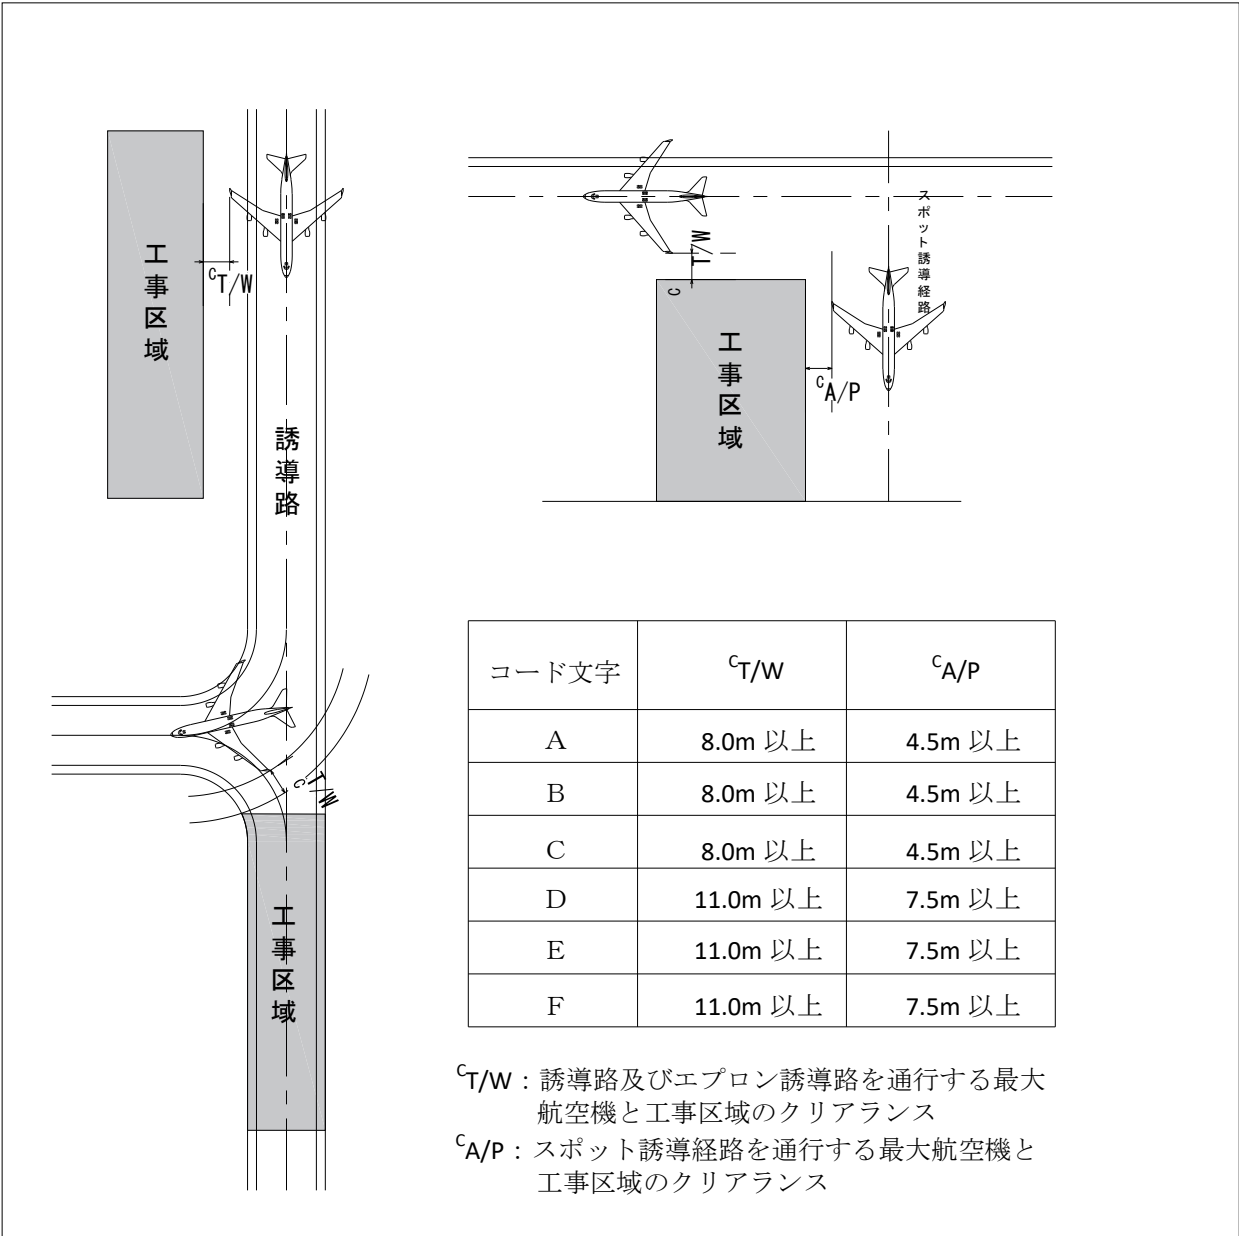 工事区域
CT/W
誘導路
CT/W
工事区域
CT/W
スポット誘導経路
工事区域
CA/P
コード文字 CT/W CA/P
A 8.0m 以上 4.5m 以上
B 8.0m 以上 4.5m 以上
C 8.0m 以上 4.5m 以上
D 11.0m 以上 7.5m 以上
E 11.0m 以上 7.5m 以上
F 11.0m 以上 7.5m 以上
CT/W：誘導路及びエプロン誘導路を通行する最大
航空機と工事区域のクリアランス
CA/P：スポット誘導経路を通行する最大航空機と
工事区域のクリアランス